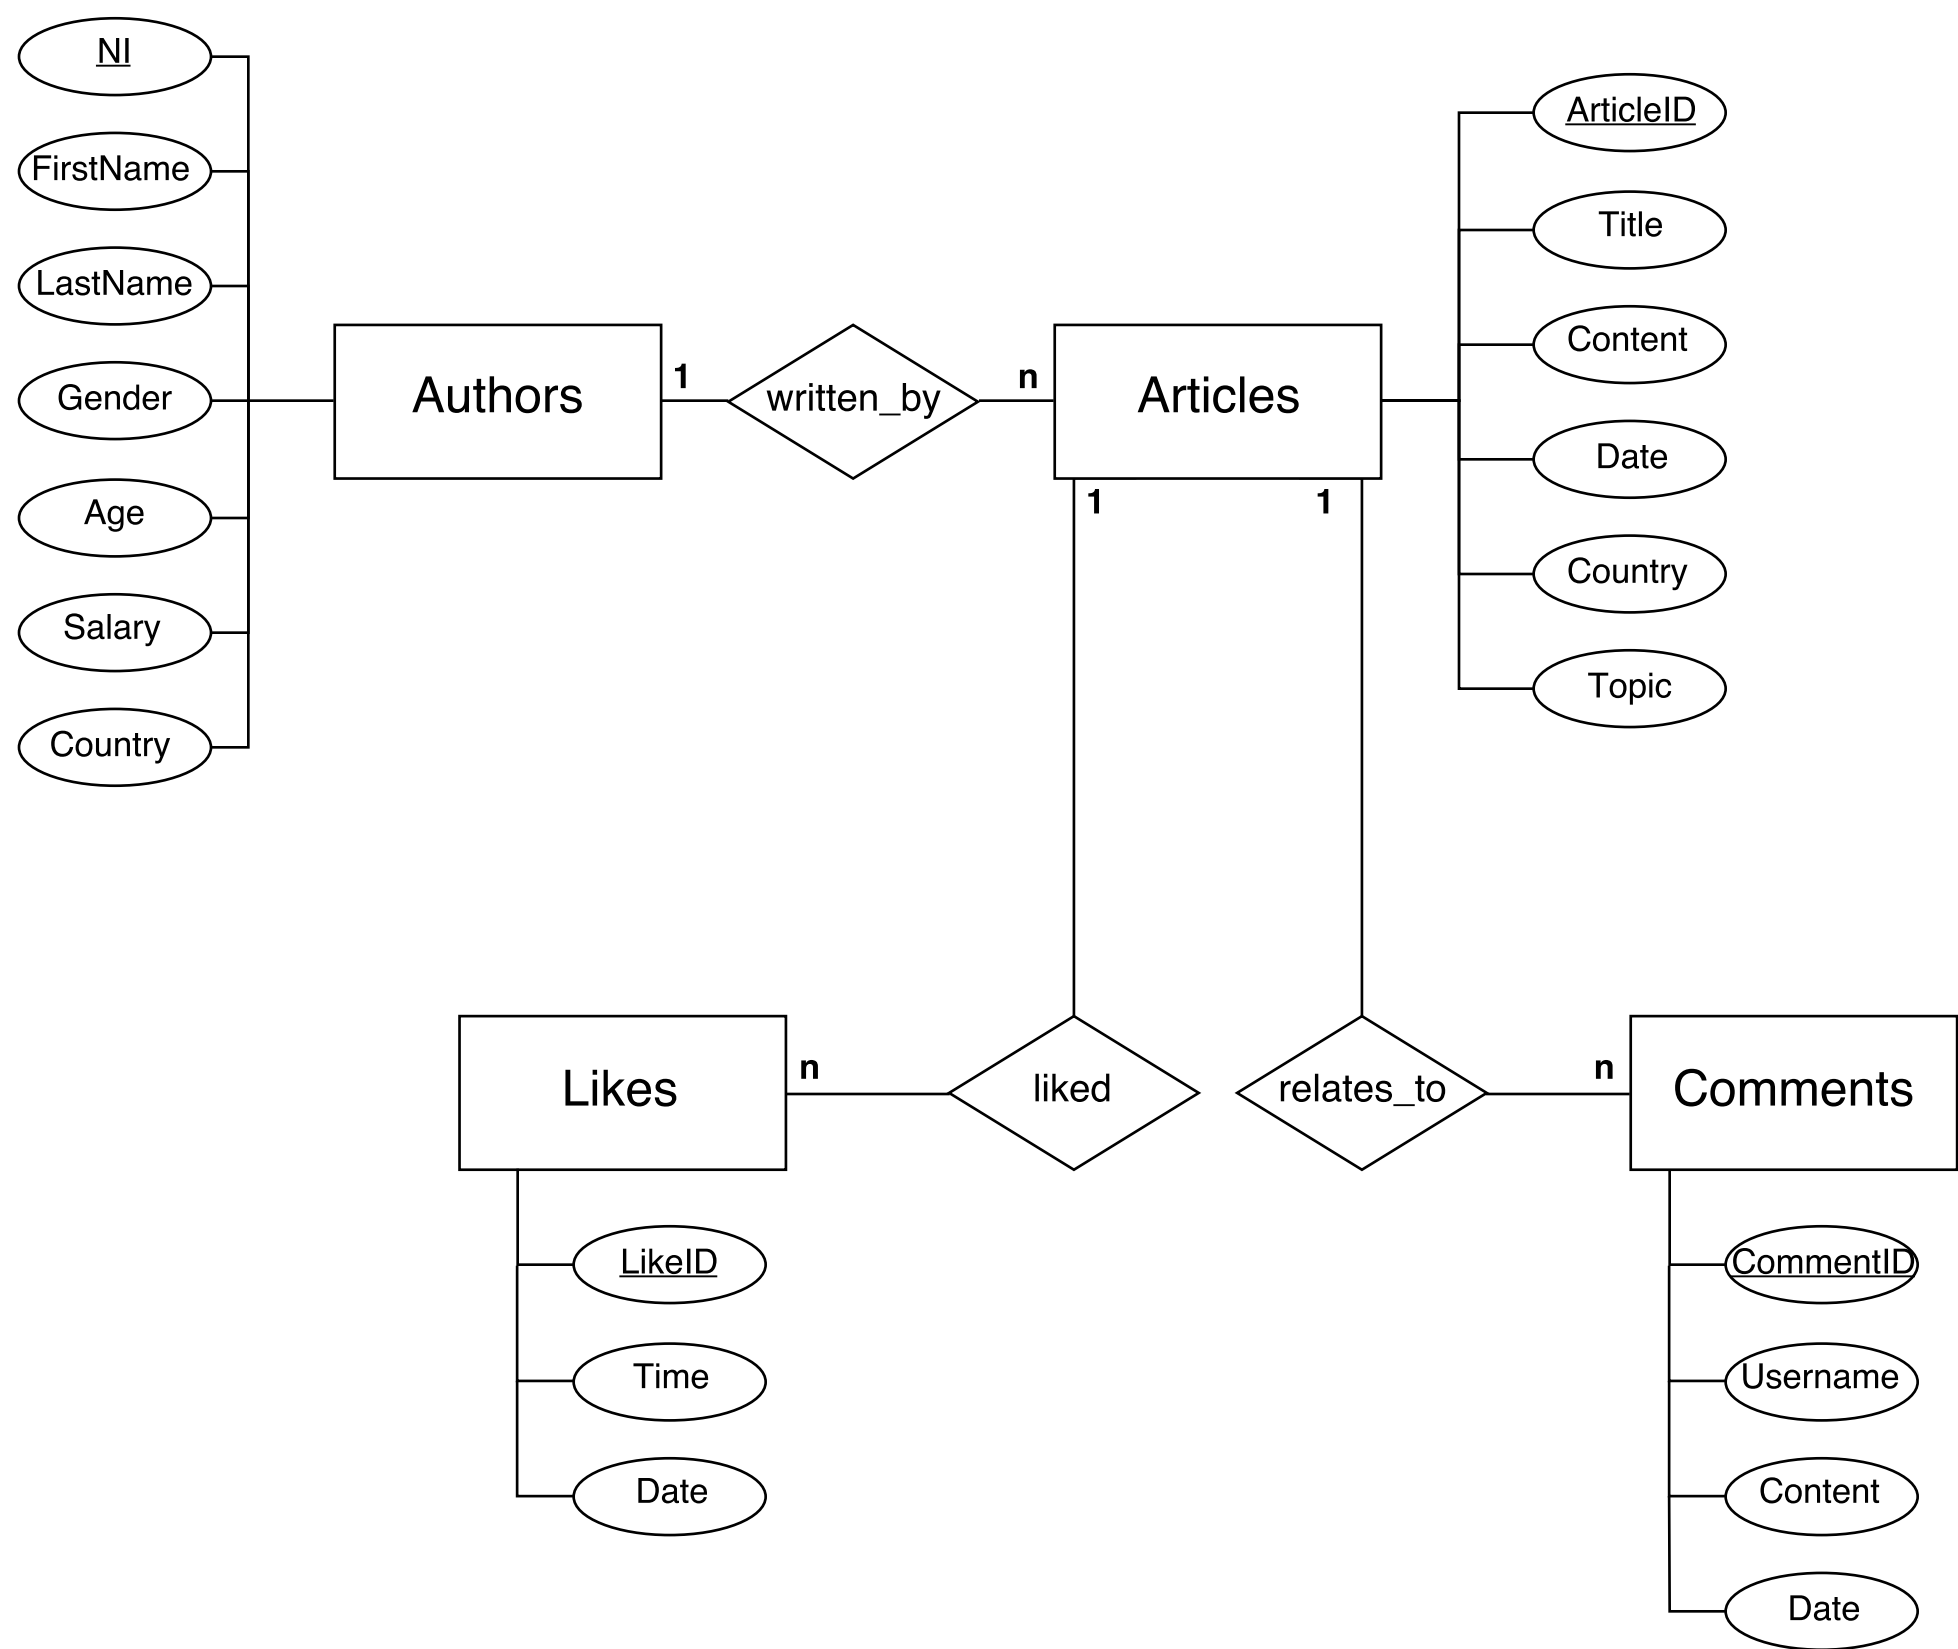 NI
FirstName
LastName
Gender
Age
Salary
Country
Authors
1
written_by
n
Articles
1
1
ArticleID
Title
Content
Date
Country
Topic
Likes
n
liked
relates_to
n
Comments
LikeID
Time
Date
CommentID
Username
Content
Date